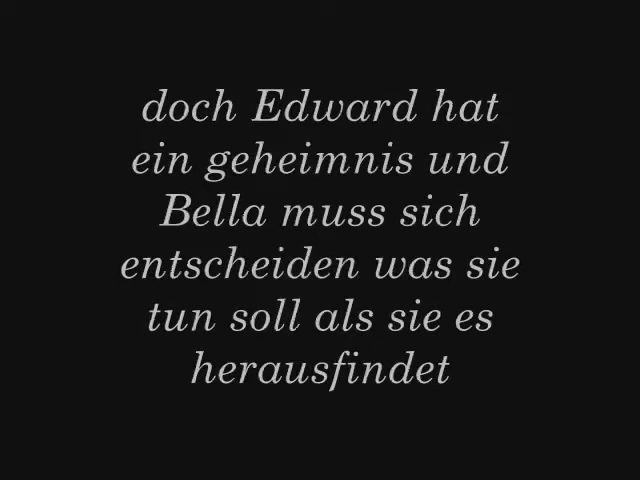 doch Edward hat
ein geheimnis und
Bella muss sich
entscheiden was sie
tun soll als sie es
herausfindet